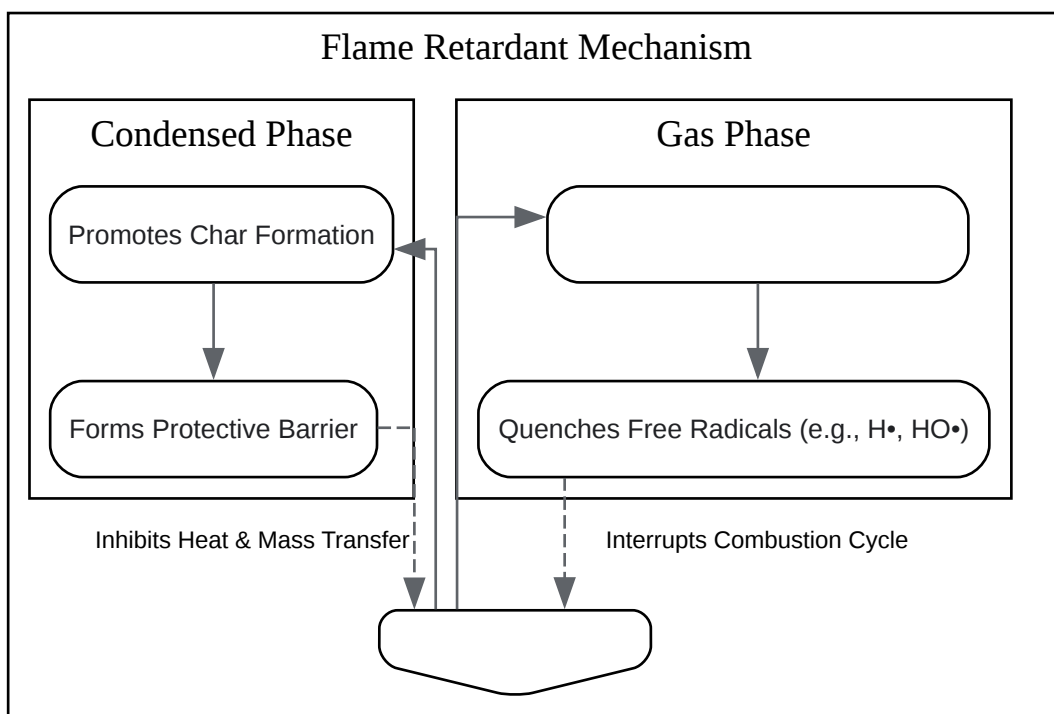 Flame Retardant Mechanism
Condensed Phase
Gas Phase
Promotes Char Formation
Forms Protective Barrier
Quenches Free Radicals (e.g., H•, HO•)
Inhibits Heat & Mass Transfer
Interrupts Combustion Cycle